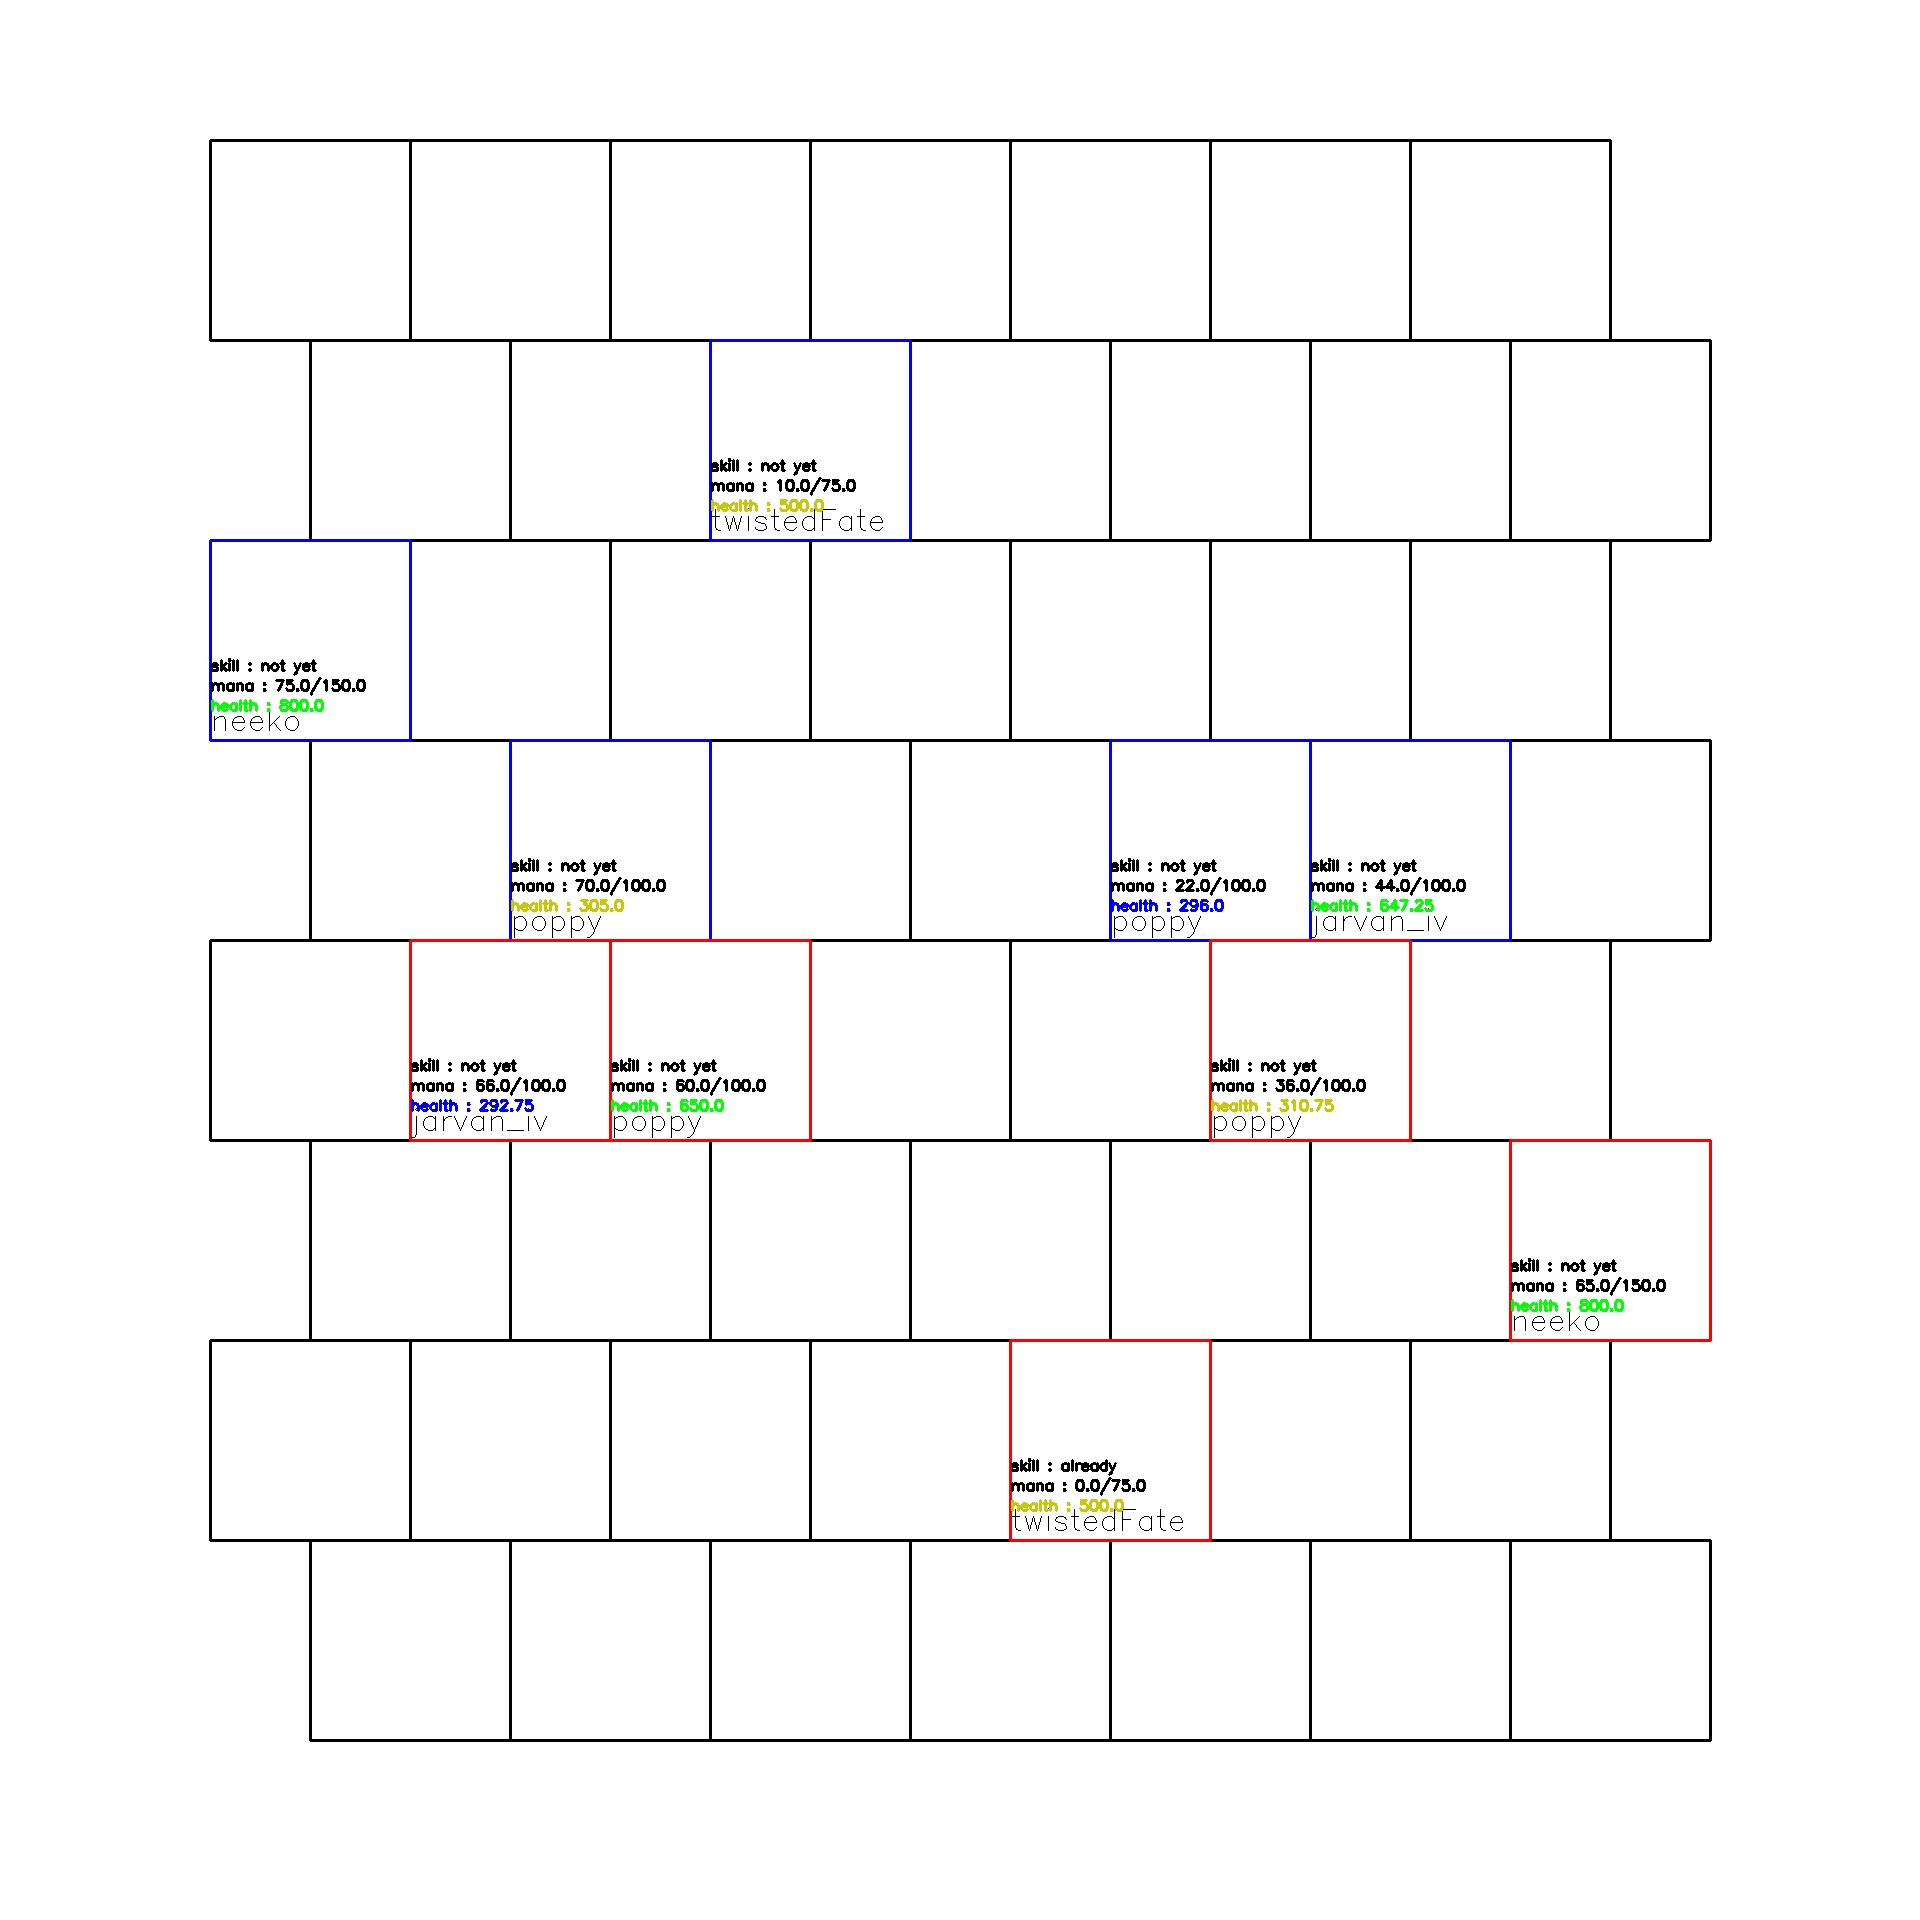 skill : not yet
mana : 10.0/75.0
health : 500.0
twistedFate
skill : not yet
mana : 75.0/150.0
health : 800.0
neeko
skill : not yet
mana : 70.0/100.0
health : 305.0
poppy
skill : not yet
mana : 22.0/100.0
health : 296.0
poppy
skill : not yet
mana : 44.0/100.0
health : 647.25
jarvan_iv
skill : not yet
mana : 66.0/100.0
health : 292.75
jarvan_iv
skill : not yet
mana : 60.0/100.0
health : 650.0
poppy
skill : not yet
mana : 36.0/100.0
health : 310.75
poppy
skill : not yet
mana : 65.0/150.0
health : 800.0
neeko
skill : already
mana : 0.0/75.0
health : 500.0
twistedFate